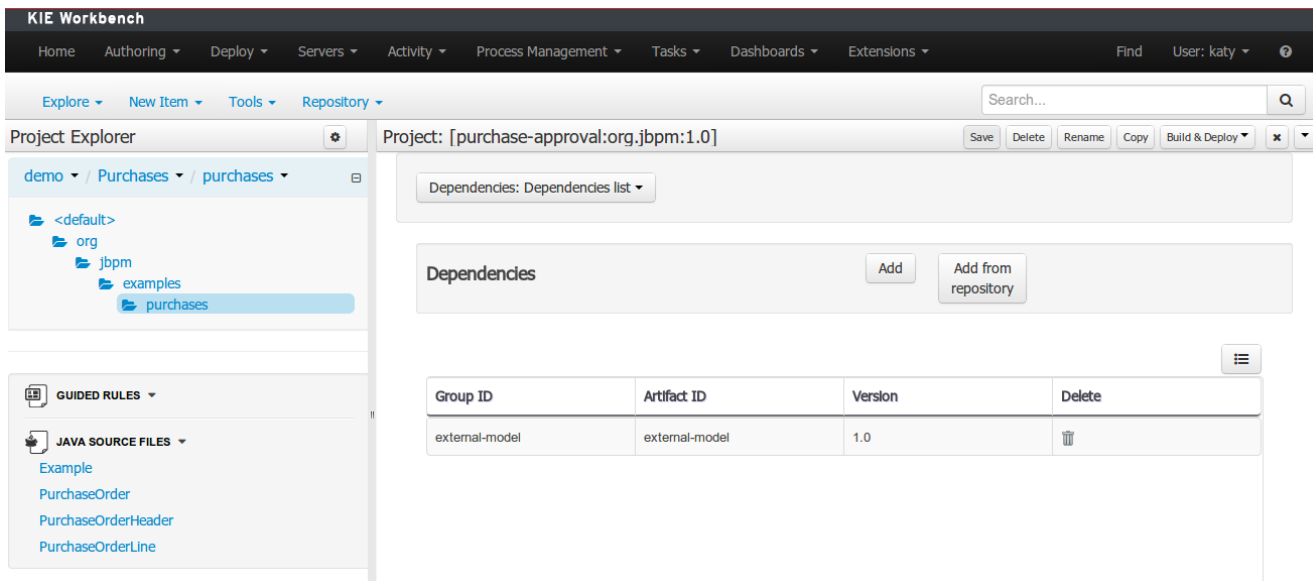 KIE Workbench
Home Authoring Deploy Servers Activity Process Management Tasks Dashboards Extensions Find User: katy
Explore New Item Tools Repository Search...
Project Explorer
Project: [purchase-approval:org.jbpm:1.0] Save Delete Rename Copy Build & Deploy
demo / Purchases / purchases
<default>
org
jbpm
examples
purchases
GUIDED RULES
JAVA SOURCE FILES
Example
PurchaseOrder
PurchaseOrderHeader
PurchaseOrderLine
Dependencies: Dependencies list
Dependencies Add Add from
repository
Group ID Artifact ID Version Delete
external-model external-model 1.0